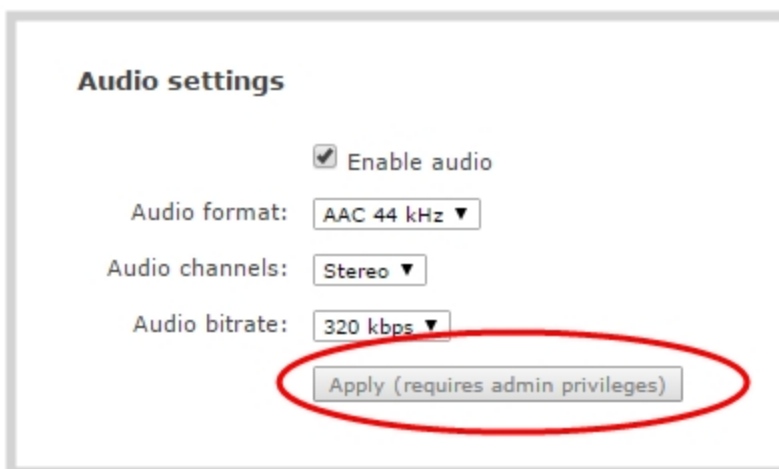 Audio settings
Enable audio
Audio format: AAC 44 kHz
Audio channels: Stereo
Audio bitrate: 320 kbps
Apply (requires admin privileges)